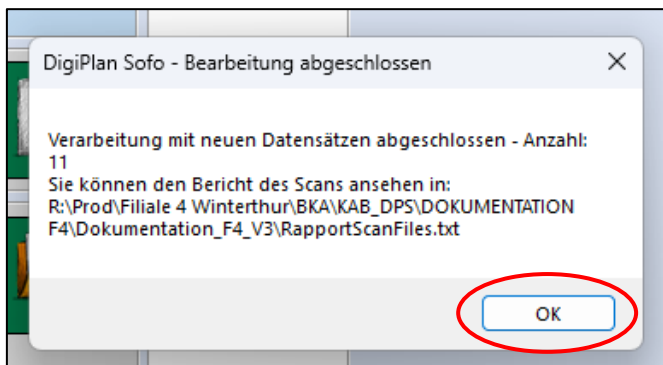 DigiPlan Sofo - Bearbeitung abgeschlossen
Verarbeitung mit neuen Datensätzen abgeschlossen - Anzahl:
11
Sie können den Bericht des Scans ansehen in:
R:\Prod\Filiale 4 Winterthur\BKA\KAB_DPS\DOKUMENTATION
F4\Dokumentation_F4_V3\RapportScanFiles.txt
OK